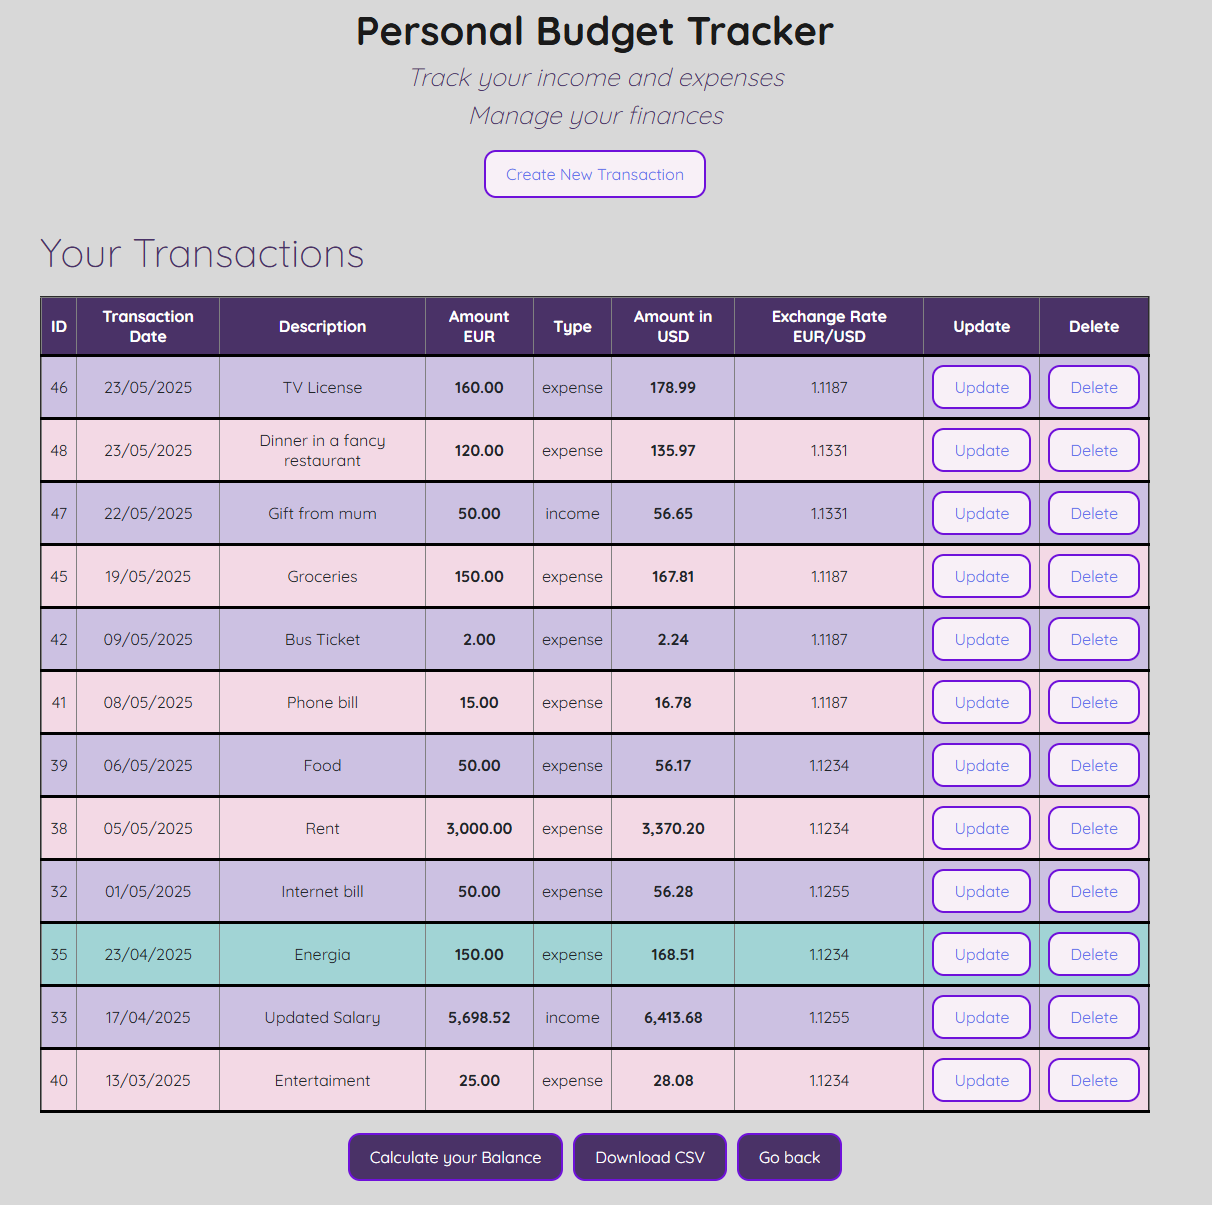 Personal Budget Tracker
Track your income and expenses
Manage your finances
Create New Transaction
Your Transactions
ID Transaction Date Description Amount EUR Type Amount in USD Exchange Rate EUR/USD Update Delete
46 23/05/2025 TV License 160.00 expense 178.99 1.1187 Update Delete
48 23/05/2025 Dinner in a fancy restaurant 120.00 expense 135.97 1.1331 Update Delete
47 22/05/2025 Gift from mum 50.00 income 56.65 1.1331 Update Delete
45 19/05/2025 Groceries 150.00 expense 167.81 1.1187 Update Delete
42 09/05/2025 Bus Ticket 2.00 expense 2.24 1.1187 Update Delete
41 08/05/2025 Phone bill 15.00 expense 16.78 1.1187 Update Delete
39 06/05/2025 Food 50.00 expense 56.17 1.1234 Update Delete
38 05/05/2025 Rent 3,000.00 expense 3,370.20 1.1234 Update Delete
32 01/05/2025 Internet bill 50.00 expense 56.28 1.1255 Update Delete
35 23/04/2025 Energia 150.00 expense 168.51 1.1234 Update Delete
33 17/04/2025 Updated Salary 5,698.52 income 6,413.68 1.1255 Update Delete
40 13/03/2025 Entertaiment 25.00 expense 28.08 1.1234 Update Delete
Calculate your Balance Download CSV Go back